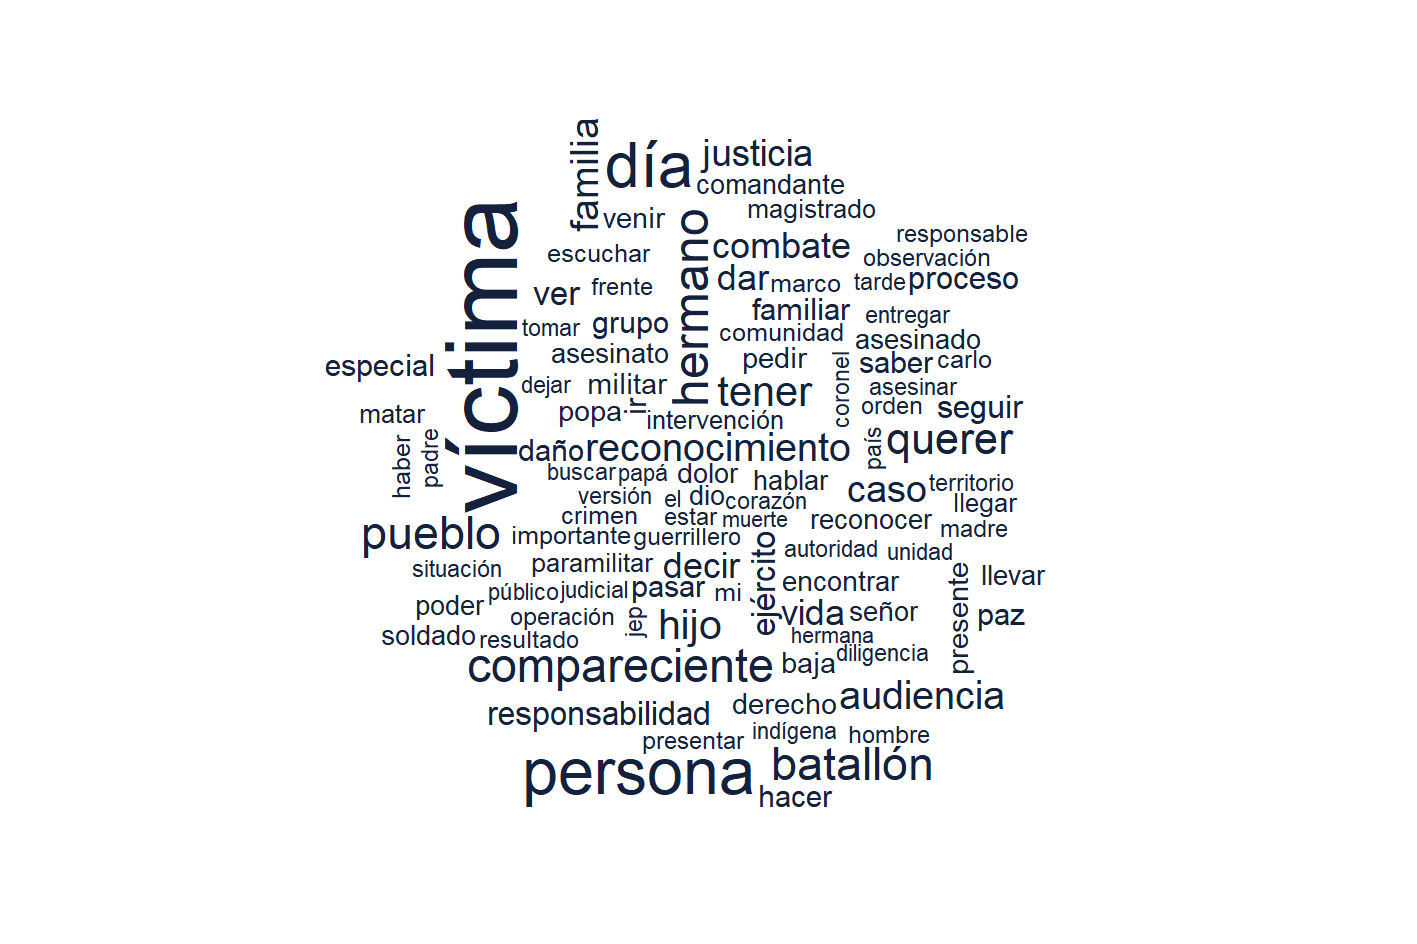 familia
día
justicia
comandante
venir
magistrado
víctima
hermano
responsable
escuchar
combate
observación
ver
frente
dar
marco
tarde
proceso
tomar
grupo
familiar
entregar
comunidad
asesinado
especial
asesinato
pedir
coronel
saber
carlo
dejar
militar
tener
asesinar
matar
popa
ir
intervención
orden
seguir
haber
padre
daño
reconocimiento
país
querer
buscar
papá
dolor
hablar
caso
territorio
versión
el
dio
corazón
llegar
pueblo
crimen
estar
muerte
reconocer
madre
importante
guerrillero
ejército
autoridad
unidad
situación
paramilitar
decir
encontrar
presente
llevar
público
judicial
pasar
mi
poder
operación
jep
hijo
vida
señor
paz
soldado
resultado
hermana
compareciente
baja
diligencia
responsabilidad
derecho
audiencia
presentar
indígena
hombre
persona
batallón
hacer